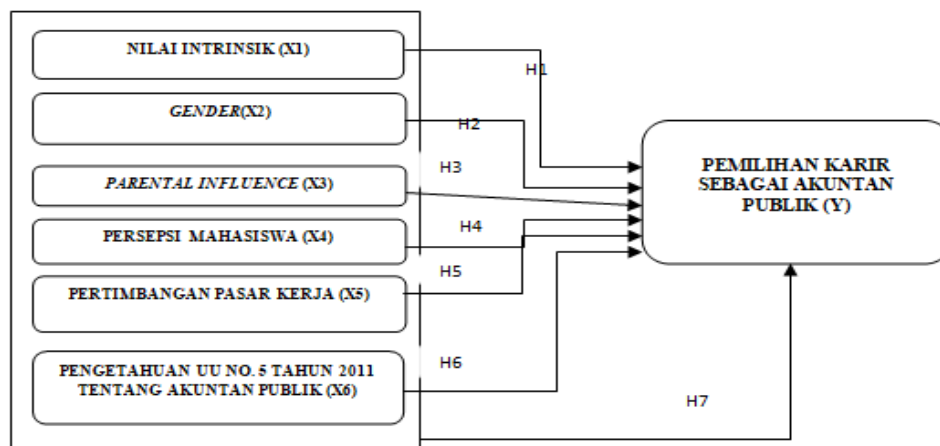 NILAI INTRINSIK (X1)
GENDER(X2)
PARENTAL INFLUENCE (X3)
PERSEPSI MAHASISWA (X4)
PERTIMBANGAN PASAR KERJA (X5)
PENGETAHUAN UU NO. 5 TAHUN 2011
TENTANG AKUNTAN PUBLIK (X6)
H1
H2
H3
H4
H5
H6
H7
PEMILIHAN KARIR
SEBAGAI AKUNTAN
PUBLIK (Y)